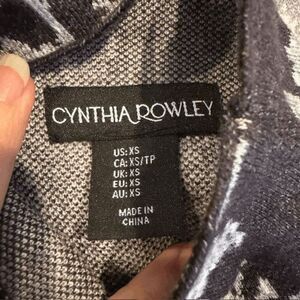 CYNTHIA ROWLEY
US: XS
CA: XS/TP
UK: XS
EU: XS
AU: XS
MADE IN
CHINA